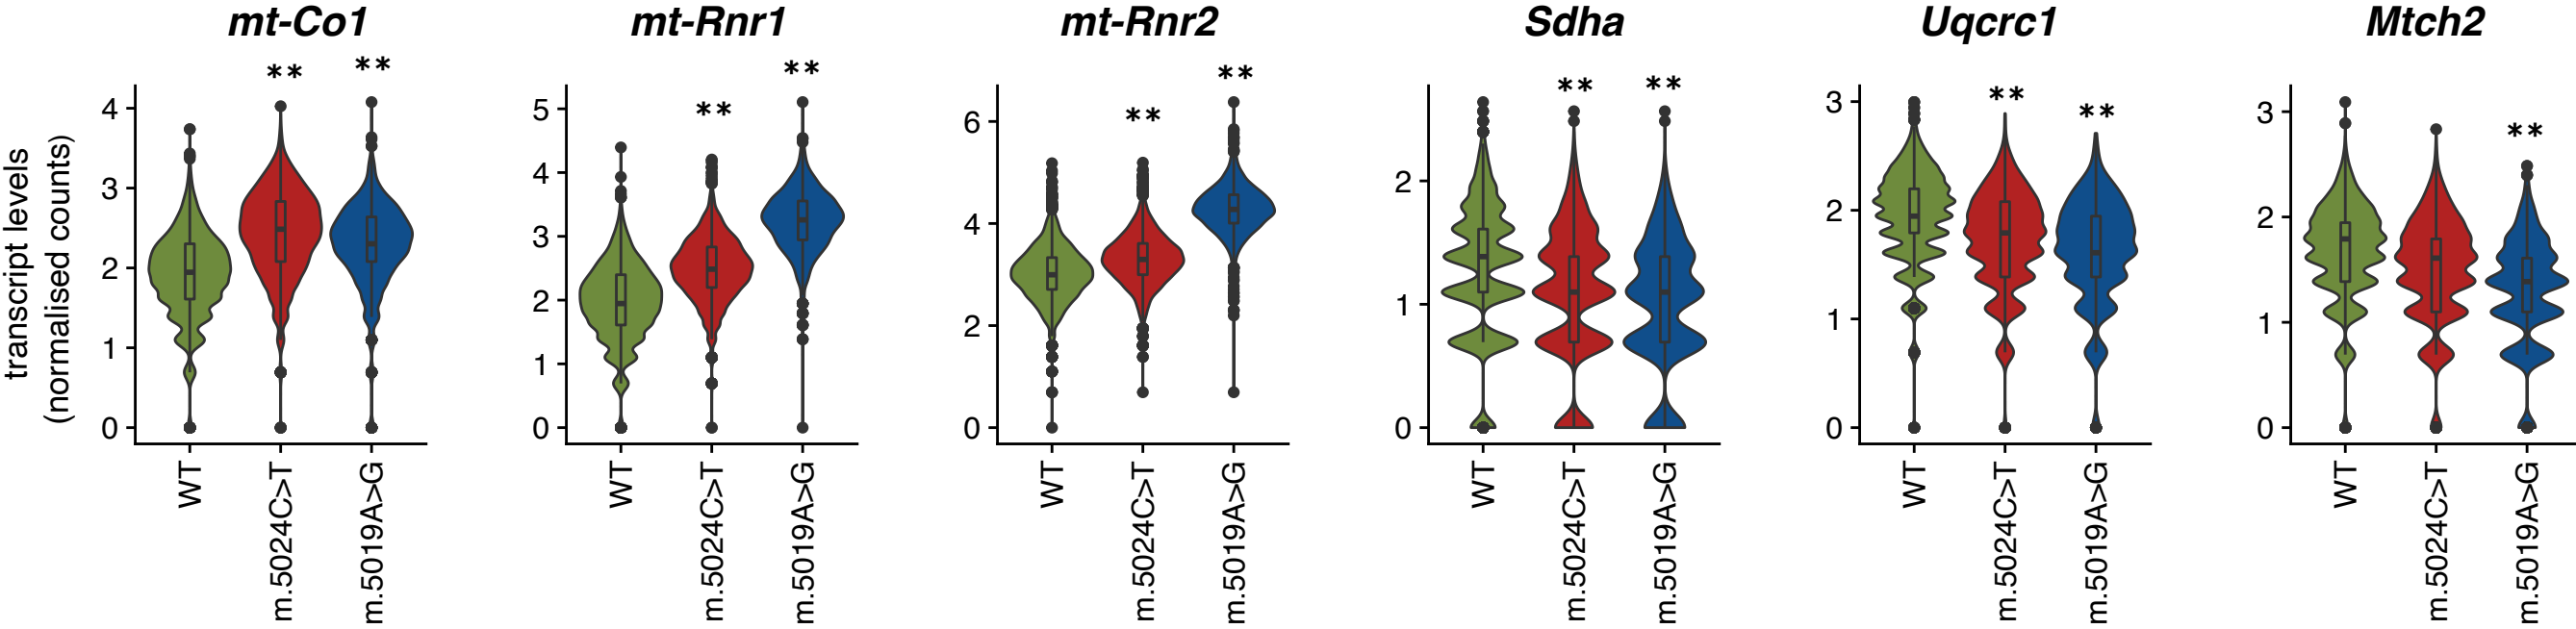 mt-Co1 mt-Rnr1 mt-Rnr2 Sdha Uqcrc1 Mtch2
transcript levels
(normalised counts)
** **
4
3
2
1
0
WT
m.5024C>T
m.5019A>G
** **
5
4
3
2
1
0
WT
m.5024C>T
m.5019A>G
** **
6
4
2
0
WT
m.5024C>T
m.5019A>G
** **
2
1
0
WT
m.5024C>T
m.5019A>G
** **
3
2
1
0
WT
m.5024C>T
m.5019A>G
**
3
2
1
0
WT
m.5024C>T
m.5019A>G